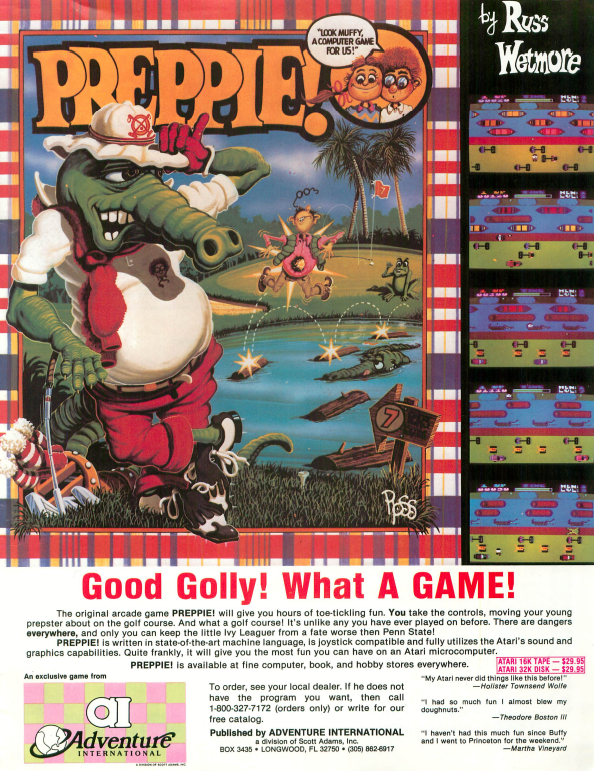 "LOOK MUFFY,
A COMPUTER GAME
FOR US!"
PREPPIE!
by Russ
Wetmore
7
Ross
Good Golly! What A GAME!
The original arcade game PREPPIE! will give you hours of toe-tickling fun. You take the controls, moving your young
prepster about on the golf course. And what a golf course! It's unlike any you have ever played on before. There are dangers
everywhere, and only you can keep the little Ivy Leaguer from a fate worse then Penn State!
PREPPIE! is written in state-of-the-art machine language, is joystick compatible and fully utilizes the Atari's sound and
graphics capabilities. Quite frankly, it will give you the most fun you can have on an Atari microcomputer.
PREPPIE! is available at fine computer, book, and hobby stores everywhere.
ATARI 16K TAPE — $29.95
ATARI 32K DISK — $29.95
An exclusive game from
ai
Adventure
INTERNATIONAL
A DIVISION OF SCOTT ADAMS, INC.
To order, see your local dealer. If he does not
have the program you want, then call
1-800-327-7172 (orders only) or write for our
free catalog.
Published by ADVENTURE INTERNATIONAL
a division of Scott Adams, Inc.
BOX 3435 • LONGWOOD, FL 32750 • (305) 862-6917
"My Atari never did things like this before!"
—Holister Townsend Wolfe
"I had so much fun I almost blew my
doughnuts."
—Theodore Boston III
"I haven't had this much fun since Buffy
and I went to Princeton for the weekend."
—Martha Vineyard